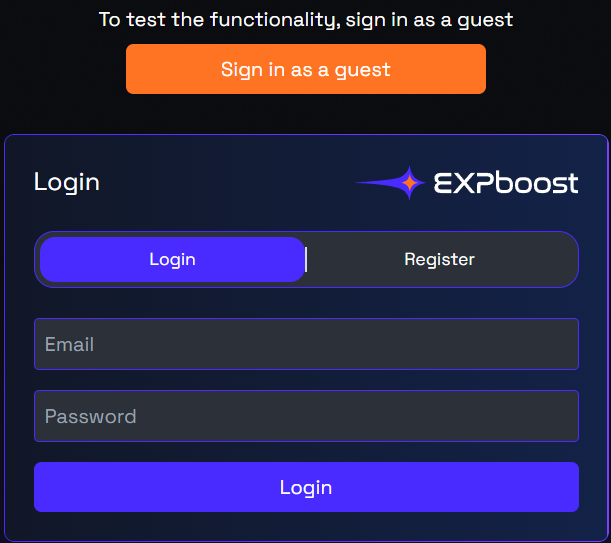 To test the functionality, sign in as a guest
Sign in as a guest
Login
EXPboost
Login
Register
Email
Password
Login